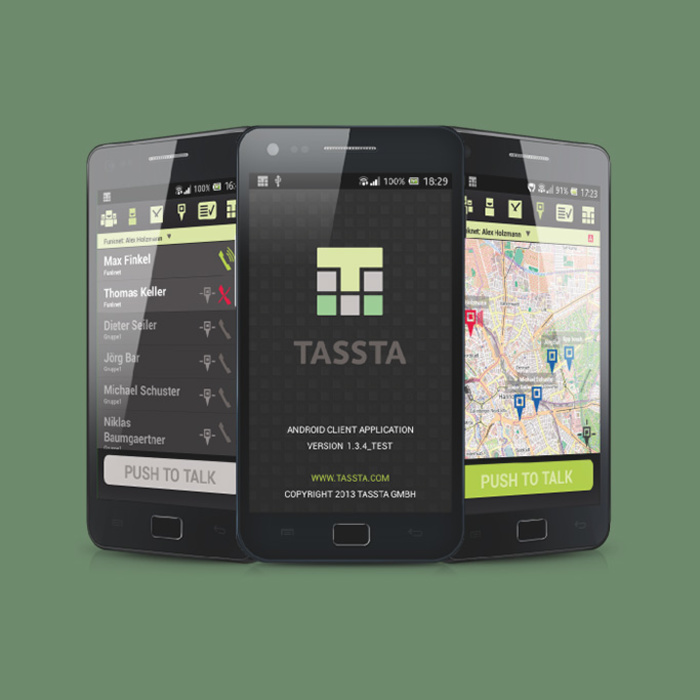 100% 16:
Funknet: Alex Holzmann
Max Finkel
Funknet
Thomas Keller
Funknet
Dieter Seiler
Gruppe1
Jörg Bar
Gruppe1
Michael Schuster
Gruppe1
Niklas
Baumgaertner
Gruppe1
PUSH TO TALK
100% 18:29
TASSTA
ANDROID CLIENT APPLICATION
VERSION 1.3.4_TEST
WWW.TASSTA.COM
COPYRIGHT 2013 TASSTA GMBH
91% 17:23
unknet: Alex Holzmann
PUSH TO TALK